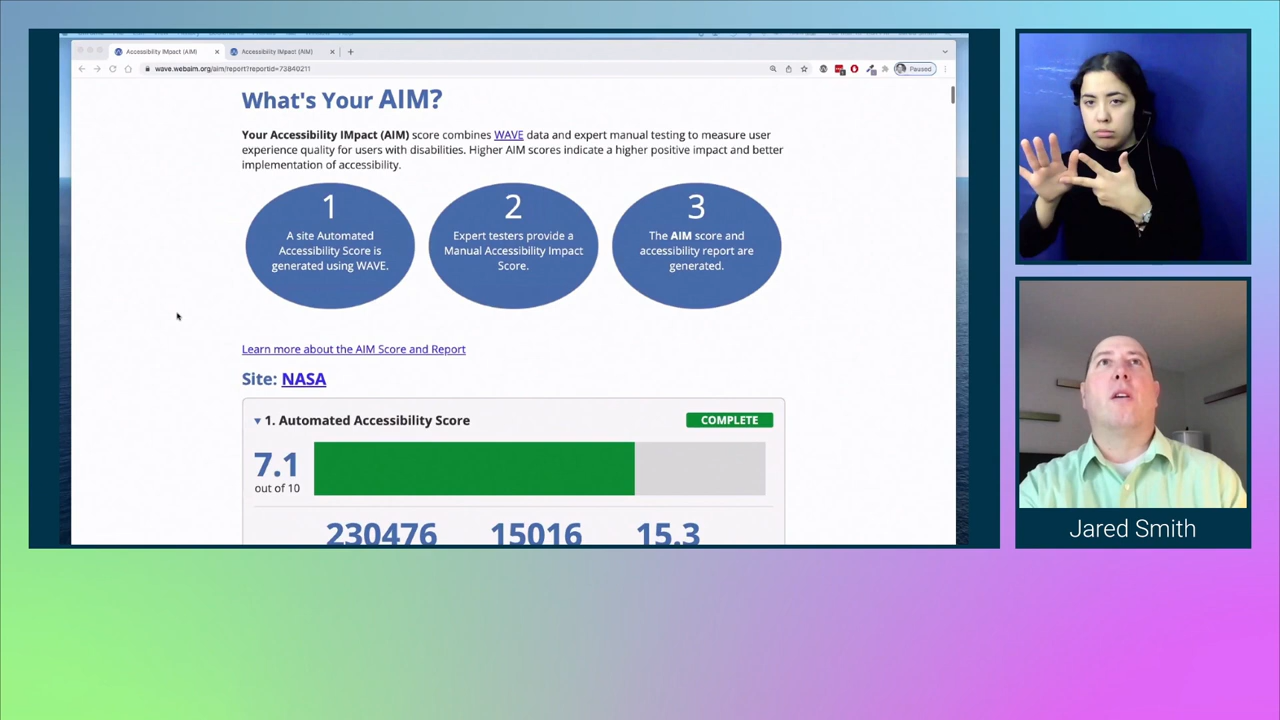 Accessibility IMpact (AIM)
Accessibility IMpact (AIM)
wave.webaim.org/aim/report?reportid=73840211
Paused
What's Your AIM?
Your Accessibility IMpact (AIM) score combines WAVE data and expert manual testing to measure user
experience quality for users with disabilities. Higher AIM scores indicate a higher positive impact and better
implementation of accessibility.
1
A site Automated
Accessibility Score is
generated using WAVE.
2
Expert testers provide a
Manual Accessibility Impact
Score.
3
The AIM score and
accessibility report are
generated.
Learn more about the AIM Score and Report
Site: NASA
1. Automated Accessibility Score
COMPLETE
7.1
out of 10
230476 15016 15.3
Jared Smith